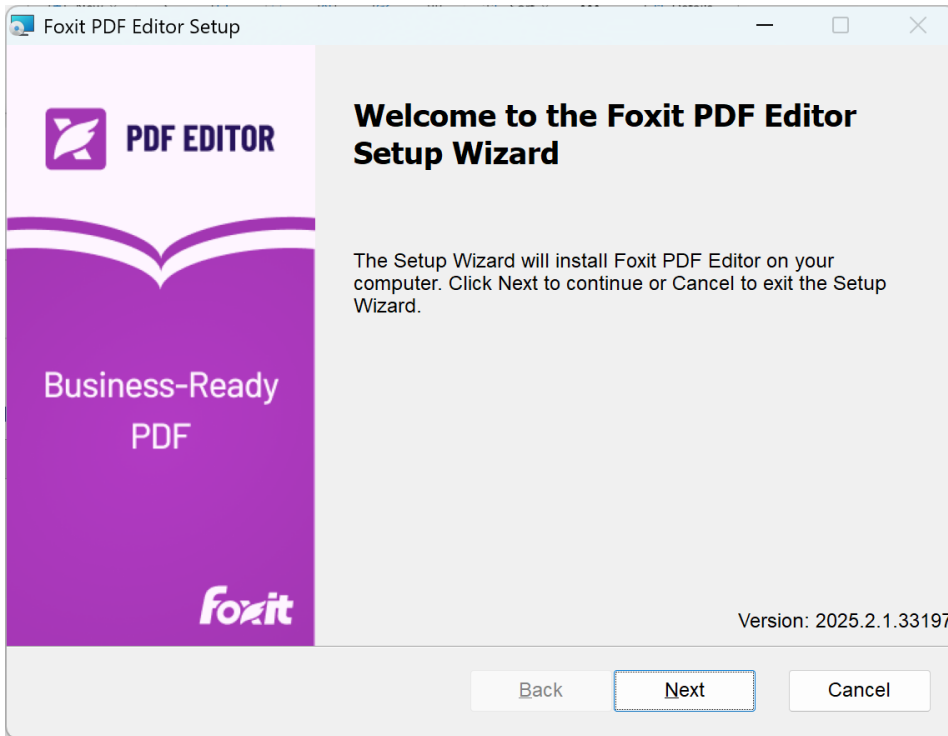 Foxit PDF Editor Setup
PDF EDITOR
Welcome to the Foxit PDF Editor
Setup Wizard
The Setup Wizard will install Foxit PDF Editor on your
computer. Click Next to continue or Cancel to exit the Setup
Wizard.
Business-Ready
PDF
foxit
Version: 2025.2.1.33197
Back
Next
Cancel